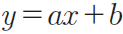 y = ax + b